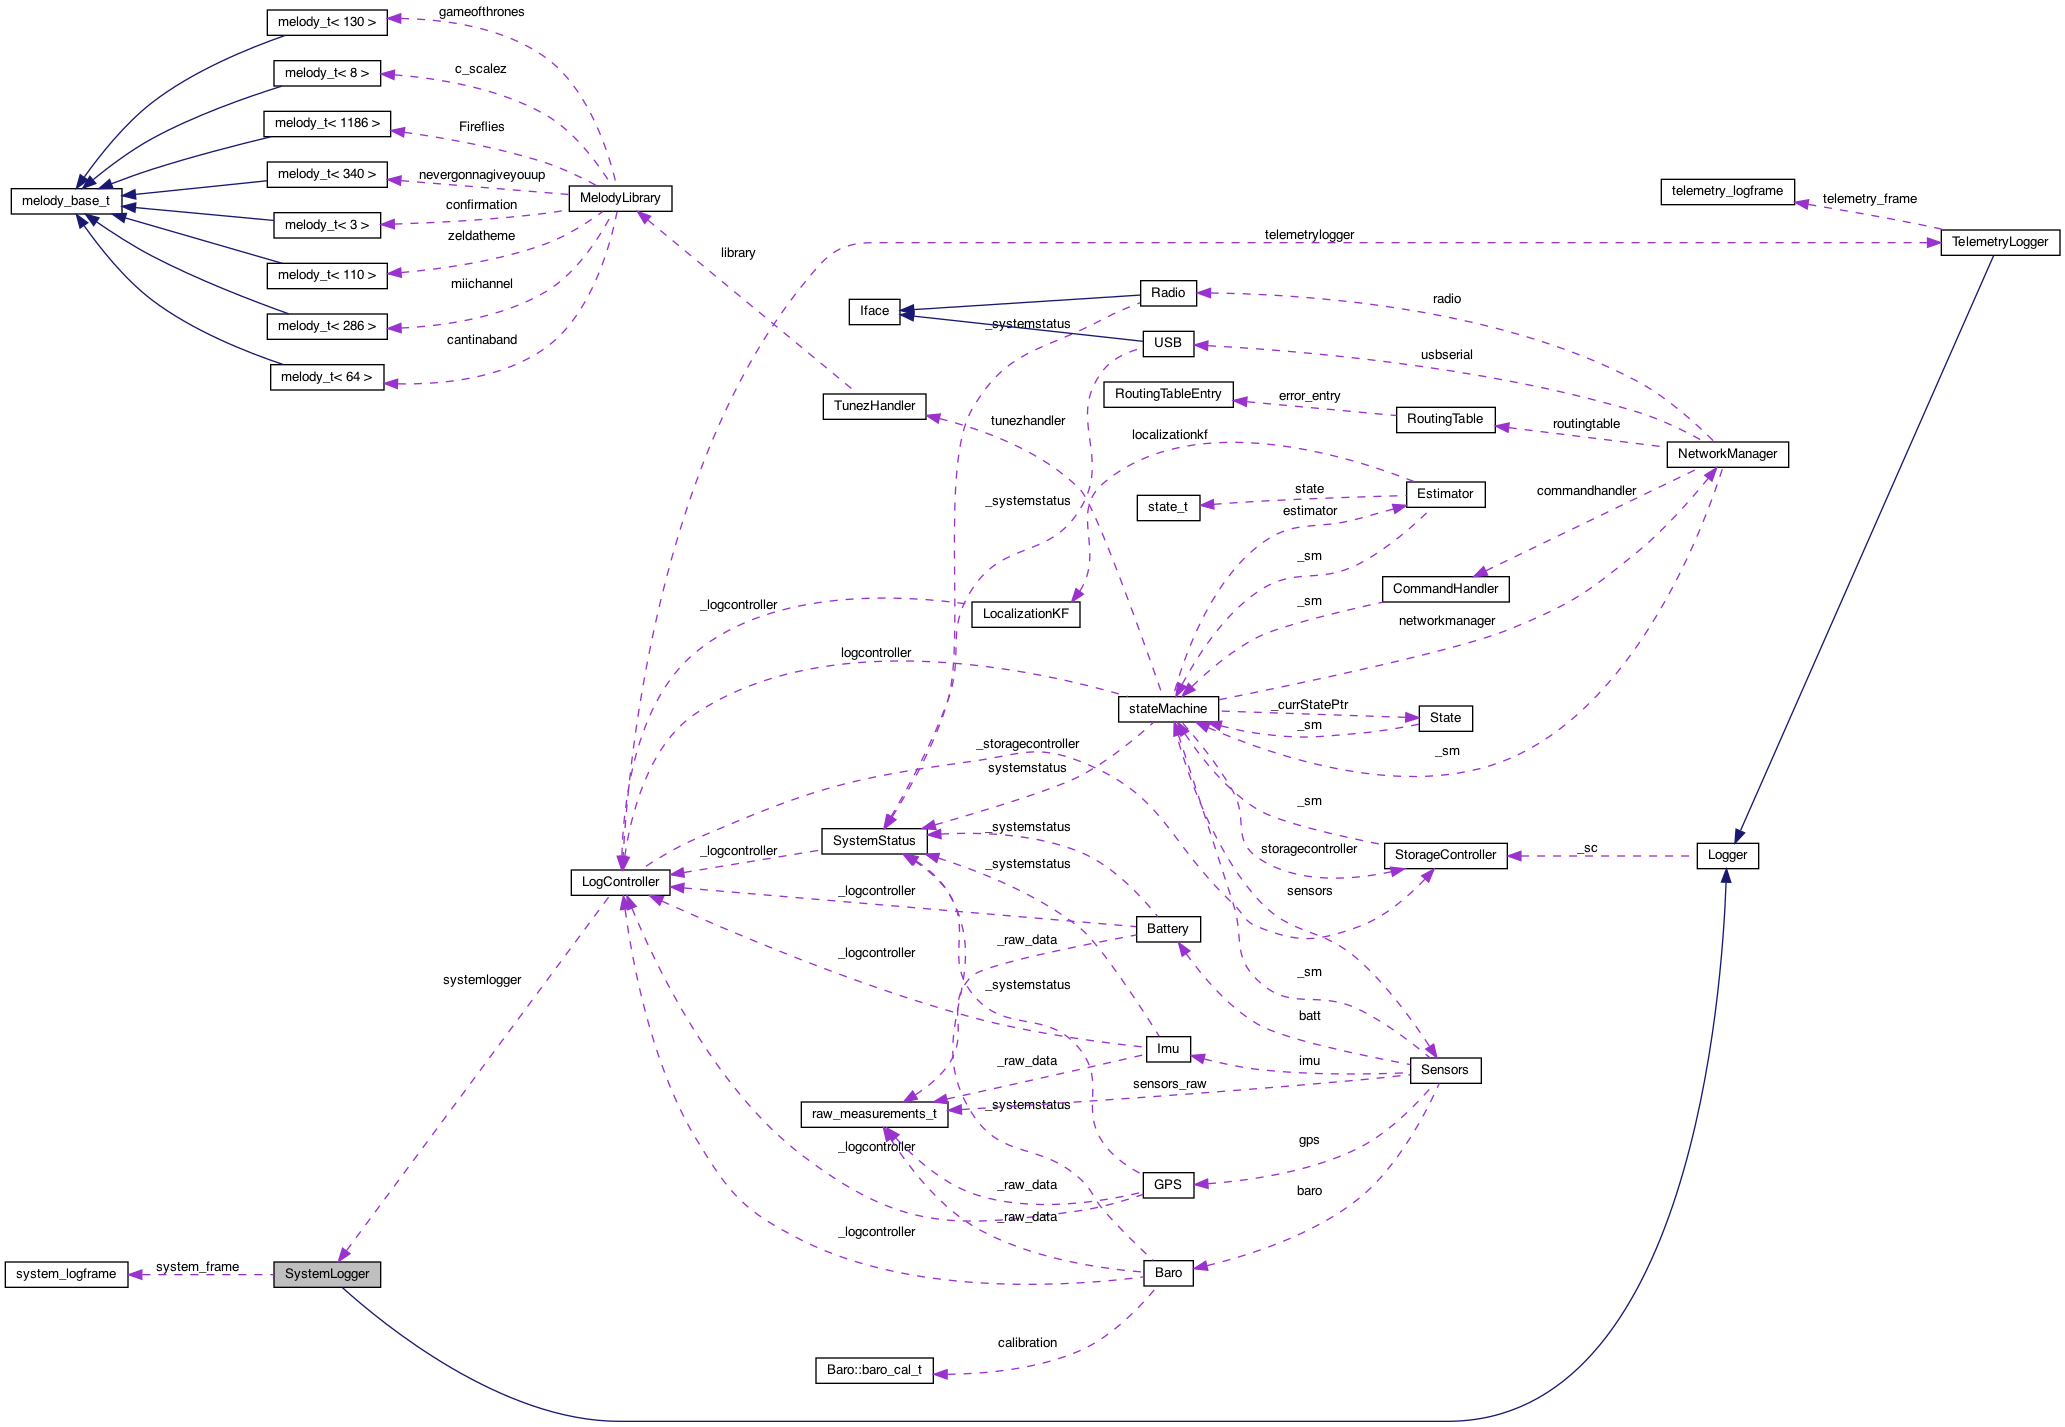 gameofthrones
melody_t< 130 >
c_scalez
melody_t< 8 >
Fireflies
melody_t< 1186 >
nevergonnagiveyouup
melody_t< 340 >
melody_base_t
MelodyLibrary
confirmation
melody_t< 3 >
zeldatheme
melody_t< 110 >
miichannel
melody_t< 286 >
cantinaband
melody_t< 64 >
library
telemetry_logframe
telemetry_frame
telemetrylogger
TelemetryLogger
Radio
radio
Iface
_systemstatus
USB
usbserial
RoutingTableEntry
error_entry
TunezHandler
tunezhandler
RoutingTable
routingtable
localizationkf
NetworkManager
state
Estimator
commandhandler
_systemstatus
state_t
estimator
_sm
CommandHandler
_logcontroller
LocalizationKF
_sm
networkmanager
logcontroller
stateMachine
_currStatePtr
State
_sm
_storagecontroller
_sm
systemstatus
_sm
_systemstatus
SystemStatus
_logcontroller
storagecontroller
_sc
StorageController
Logger
_systemstatus
LogController
_logcontroller
sensors
Battery
_raw_data
_logcontroller
_sm
systemlogger
_systemstatus
batt
Imu
_raw_data
imu
Sensors
sensors_raw
_systemstatus
raw_measurements_t
_logcontroller
gps
_raw_data
GPS
baro
_raw_data
_logcontroller
system_logframe
system_frame
SystemLogger
Baro
calibration
Baro::baro_cal_t